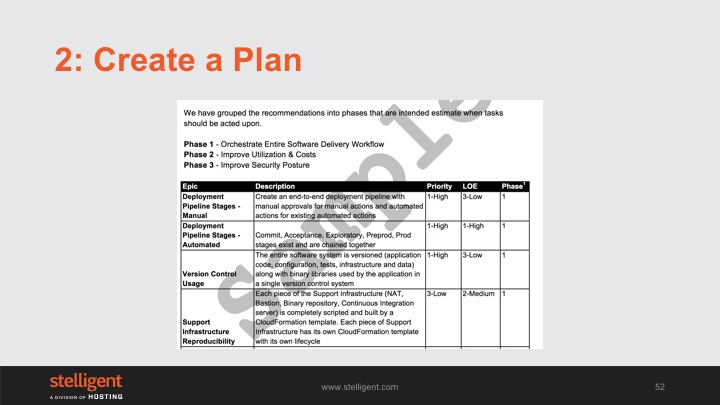 2: Create a Plan
We have grouped the recommendations into phases that are intended estimate when tasks
should be acted upon.
Phase 1 - Orchestrate Entire Software Delivery Workflow
Phase 2 - Improve Utilization & Costs
Phase 3 - Improve Security Posture
Sample
Epic Description Priority LOE Phase1
Deployment Create an end-to-end deployment pipeline with 1-High 3-Low 1
Pipeline Stages - manual approvals for manual actions and automated
Manual actions for existing automated actions
Deployment 1-High 1-High 1
Pipeline Stages - Commit, Acceptance, Exploratory, Preprod, Prod
Automated stages exist and are chained together
The entire software system is versioned (application 1-High 3-Low 1
code, configuration, tests, infrastructure and data)
Version Control along with binary libraries used by the application in
Usage a single version control system
Each piece of the Support Infrastructure (NAT, 3-Low 2-Medium 1
Bastion, Binary repository, Continuous Integration
server) is completely scripted and built by a
Support CloudFormation template. Each piece of Support
Infrastructure Infrastructure has its own CloudFormation template
Reproducibility with its own lifecycle
stelligent
A DIVISION OF HOSTING
www.stelligent.com
52